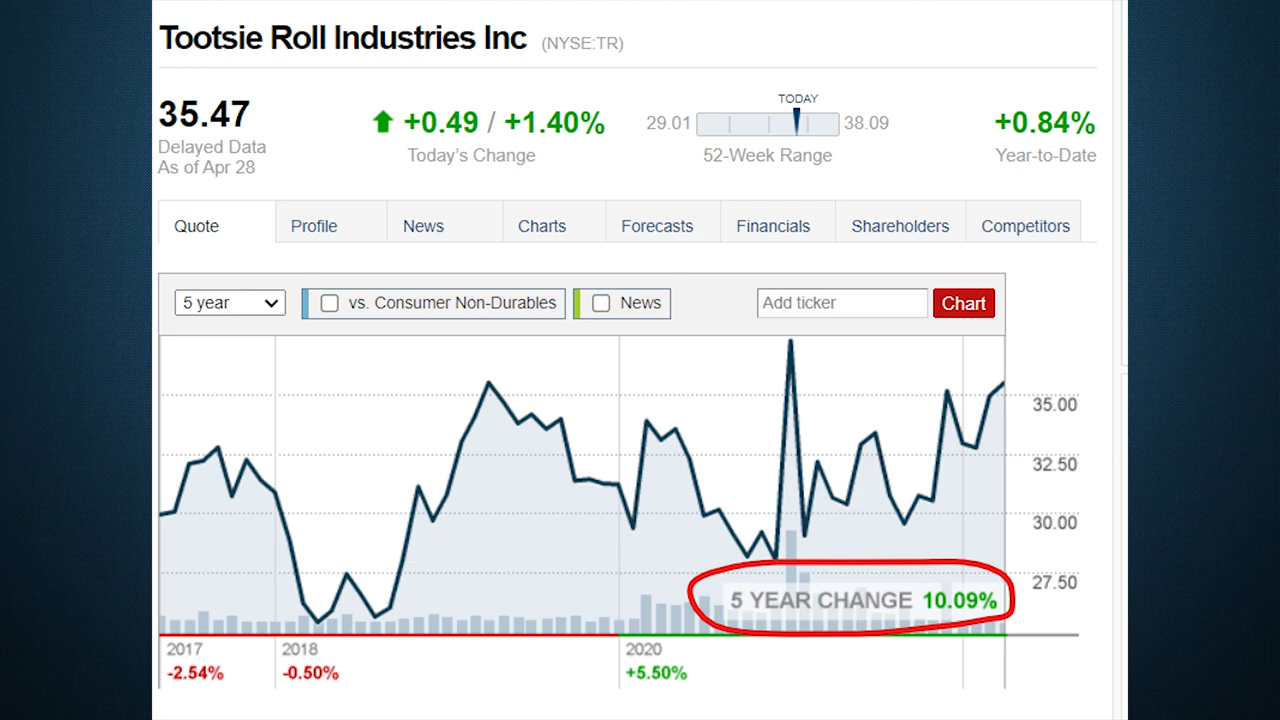 Tootsie Roll Industries Inc (NYSE:TR)
TODAY
35.47 +0.49 / +1.40% 29.01 38.09 +0.84%
Delayed Data Today's Change 52-Week Range Year-to-Date
As of Apr 28
Quote Profile News Charts Forecasts Financials Shareholders Competitors
5 year vs. Consumer Non-Durables News Add ticker Chart
35.00
32.50
30.00
27.50
5 YEAR CHANGE 10.09%
2017 2018 2020
-2.54% -0.50% +5.50%